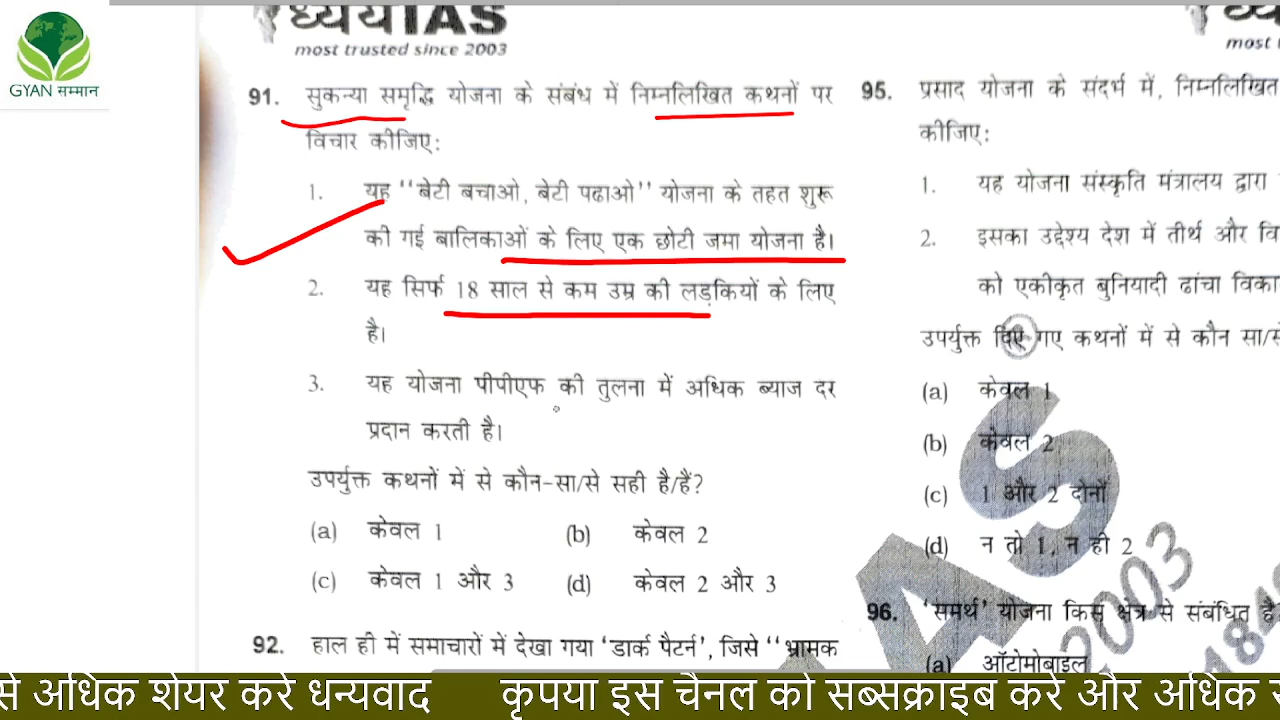 ध्येयIAS
most trusted since 2003
GYAN सम्मान
91. सुकन्या समृद्धि योजना के संबंध में निम्नलिखित कथनों पर
विचार कीजिए:
1. यह "बेटी बचाओ, बेटी पढाओ" योजना के तहत शुरू
की गई बालिकाओं के लिए एक छोटी जमा योजना है।
2. यह सिर्फ 18 साल से कम उम्र की लड़कियों के लिए
है।
3. यह योजना पीपीएफ की तुलना में अधिक ब्याज दर
प्रदान करती है।
उपर्युक्त कथनों में से कौन-सा/से सही है/हैं?
(a) केवल 1 (b) केवल 2
(c) केवल 1 और 3 (d) केवल 2 और 3
92. हाल ही में समाचारों में देखा गया 'डार्क पैटर्न', जिसे "भ्रामक
most
95. प्रसाद योजना के संदर्भ में, निम्नलिखित
कीजिए:
1. यह योजना संस्कृति मंत्रालय द्वारा
2. इसका उद्देश्य देश में तीर्थ और
को एकीकृत बुनियादी ढांचा
उपर्युक्त दिए गए कथनों में से कौन
(a) केवल 1
(b) केवल 2
(c) 1 और 2 दोनों
(d) न तो 1, न ही 2
96. 'समर्थ' योजना किस क्षेत्र से संबंधित है
(a) ऑटोमोबाइल
AS
2003
से अधिक शेयर करे धन्यवाद कृपया इस चैनल को सब्सक्राइब करे और अधिक